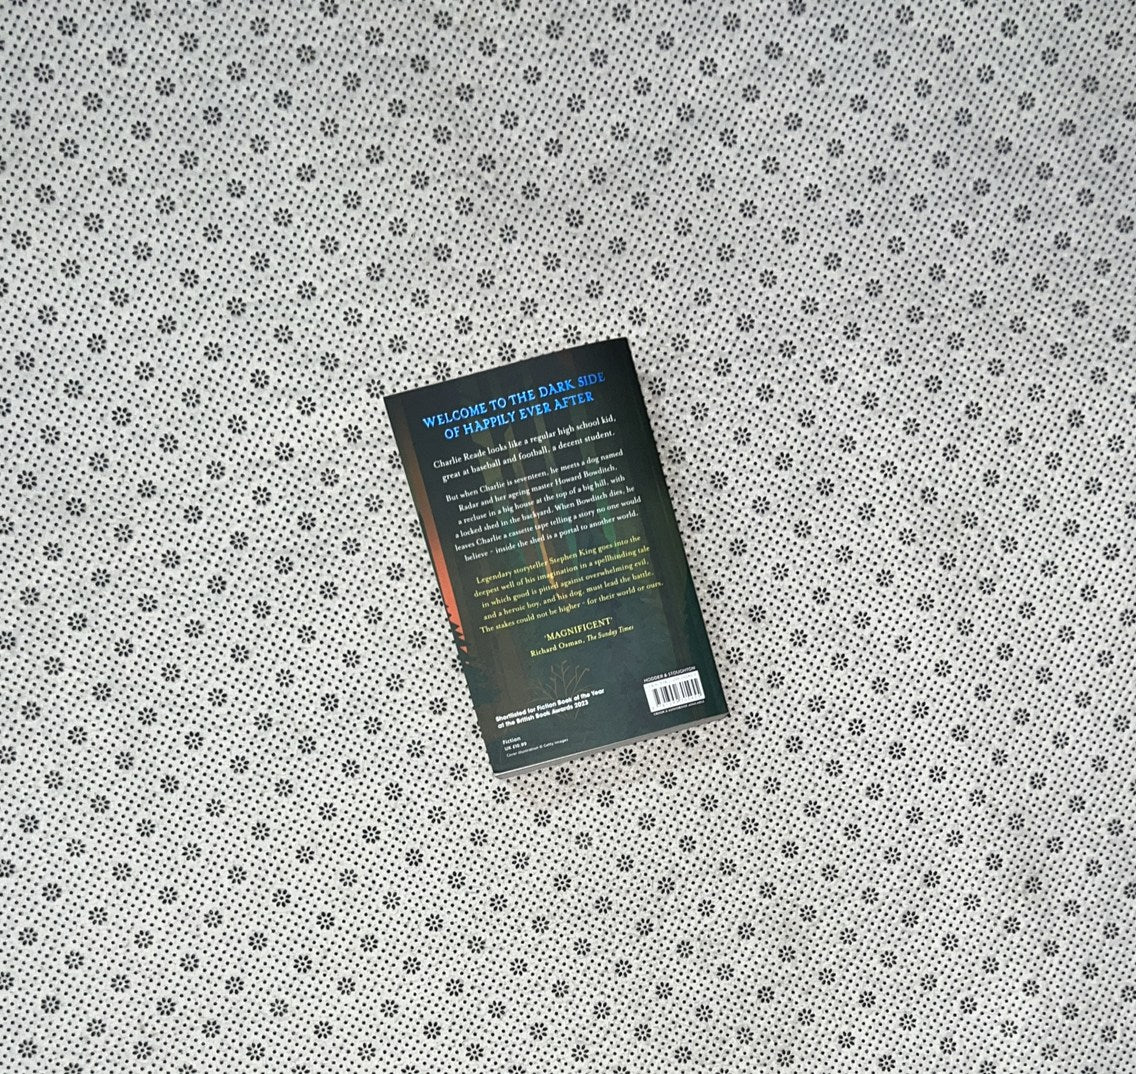 WELCOME TO THE DARK SIDE
OF HAPPILY EVER AFTER
Charlie Reade looks like a regular high school kid,
great at baseball and football, a decent student.
But when Charlie is seventeen, he meets a dog named
Radar and her ageing master Howard Bowditch,
a recluse in a big house at the top of a big hill, with
a locked shed in the backyard. When Bowditch dies, he
leaves Charlie a cassette tape telling a story no one would
believe – inside the shed is a portal to another world.
Legendary storyteller Stephen King goes into the
deepest well of his imagination in a spellbinding tale
in which good is pitted against overwhelming evil,
and a heroic boy, and his dog, must lead the battle.
The stakes could not be higher – for their world or ours.
'MAGNIFICENT'
Richard Osman, The Sunday Times
Shortlisted for Fiction Book of the Year
at the British Book Awards 2023
HODDER & STOUGHTON
Fiction
UK £10.99
Cover illustration © Getty Images